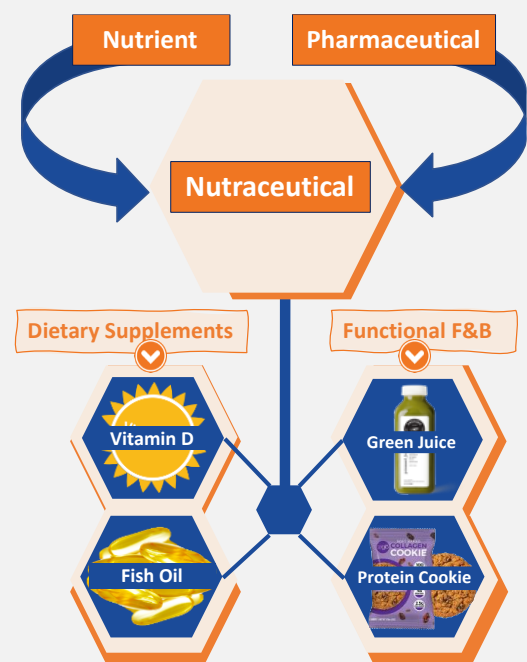 Nutrient
Pharmaceutical
Nutraceutical
Dietary Supplements
Functional F&B
Vitamin D
Green Juice
Fish Oil
COLLAGEN
COOKIE
Protein Cookie